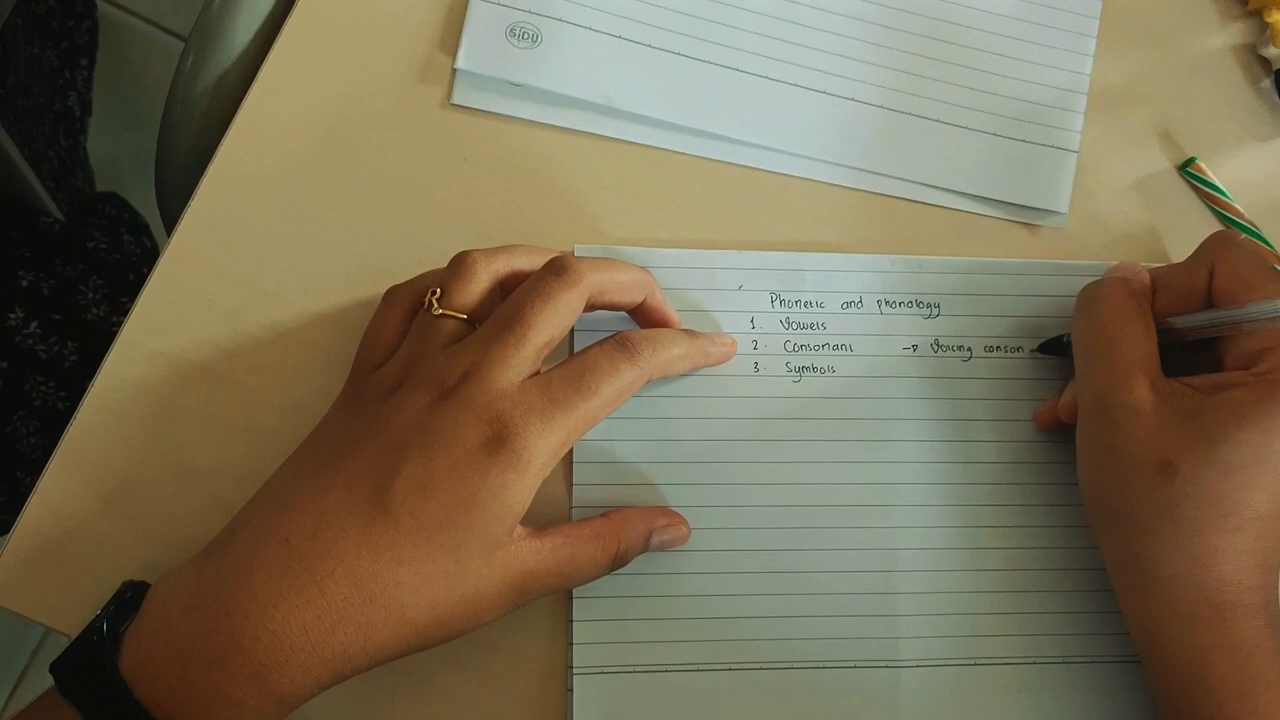 SIDU
Phonetic and phonology
1. Vowels
2. Consonant → Voicing conson
3. Symbols